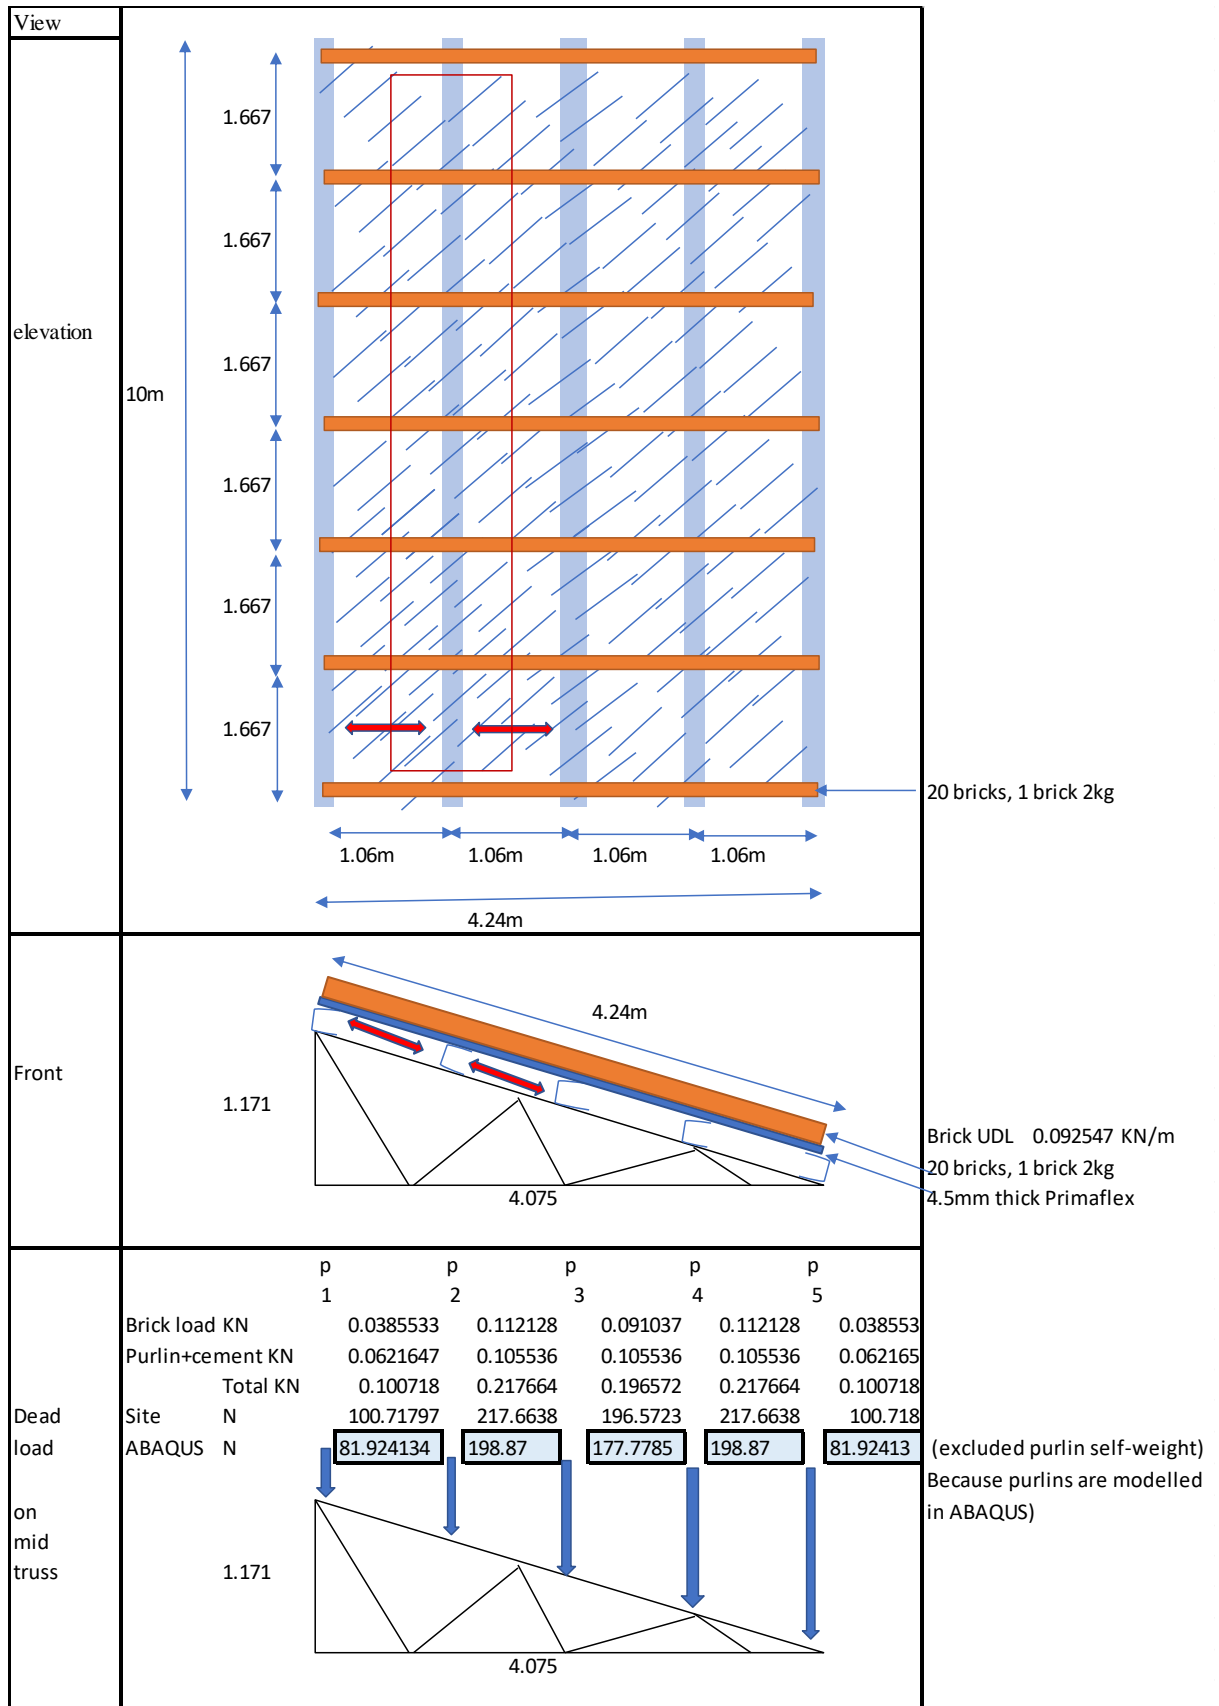 View
elevation
10m
1.667
1.667
1.667
1.667
1.667
1.667
20 bricks, 1 brick 2kg
1.06m 1.06m 1.06m 1.06m
4.24m
Front
4.24m
1.171
4.075
Brick UDL 0.092547 KN/m
20 bricks, 1 brick 2kg
4.5mm thick Primaflex
p p p p p
1 2 3 4 5
Brick load KN 0.0385533 0.112128 0.091037 0.112128 0.038553
Purlin+cement KN 0.0621647 0.105536 0.105536 0.105536 0.062165
Total KN 0.100718 0.217664 0.196572 0.217664 0.100718
Dead Site N 100.71797 217.6638 196.5723 217.6638 100.718
load ABAQUS N 81.924134 198.87 177.7785 198.87 81.92413 (excluded purlin self-weight)
Because purlins are modelled
on in ABAQUS)
mid
truss 1.171
4.075